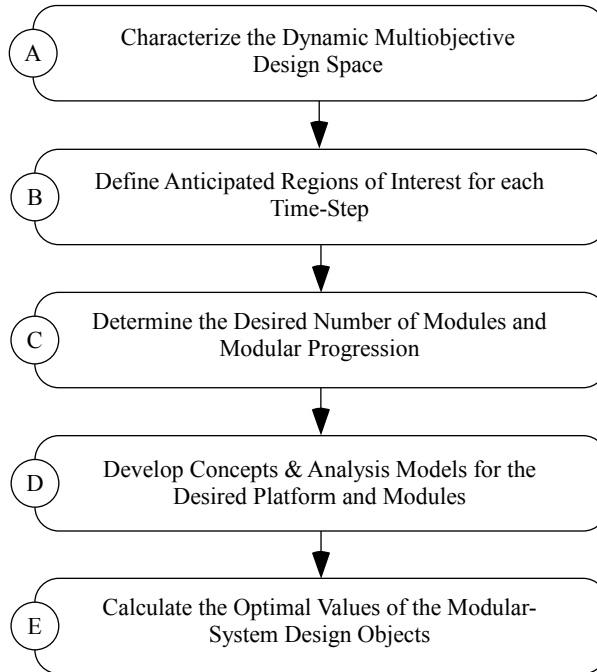 A
Characterize the Dynamic Multiobjective
Design Space
B
Define Anticipated Regions of Interest for each
Time-Step
C
Determine the Desired Number of Modules and
Modular Progression
D
Develop Concepts & Analysis Models for the
Desired Platform and Modules
E
Calculate the Optimal Values of the Modular-
System Design Objects